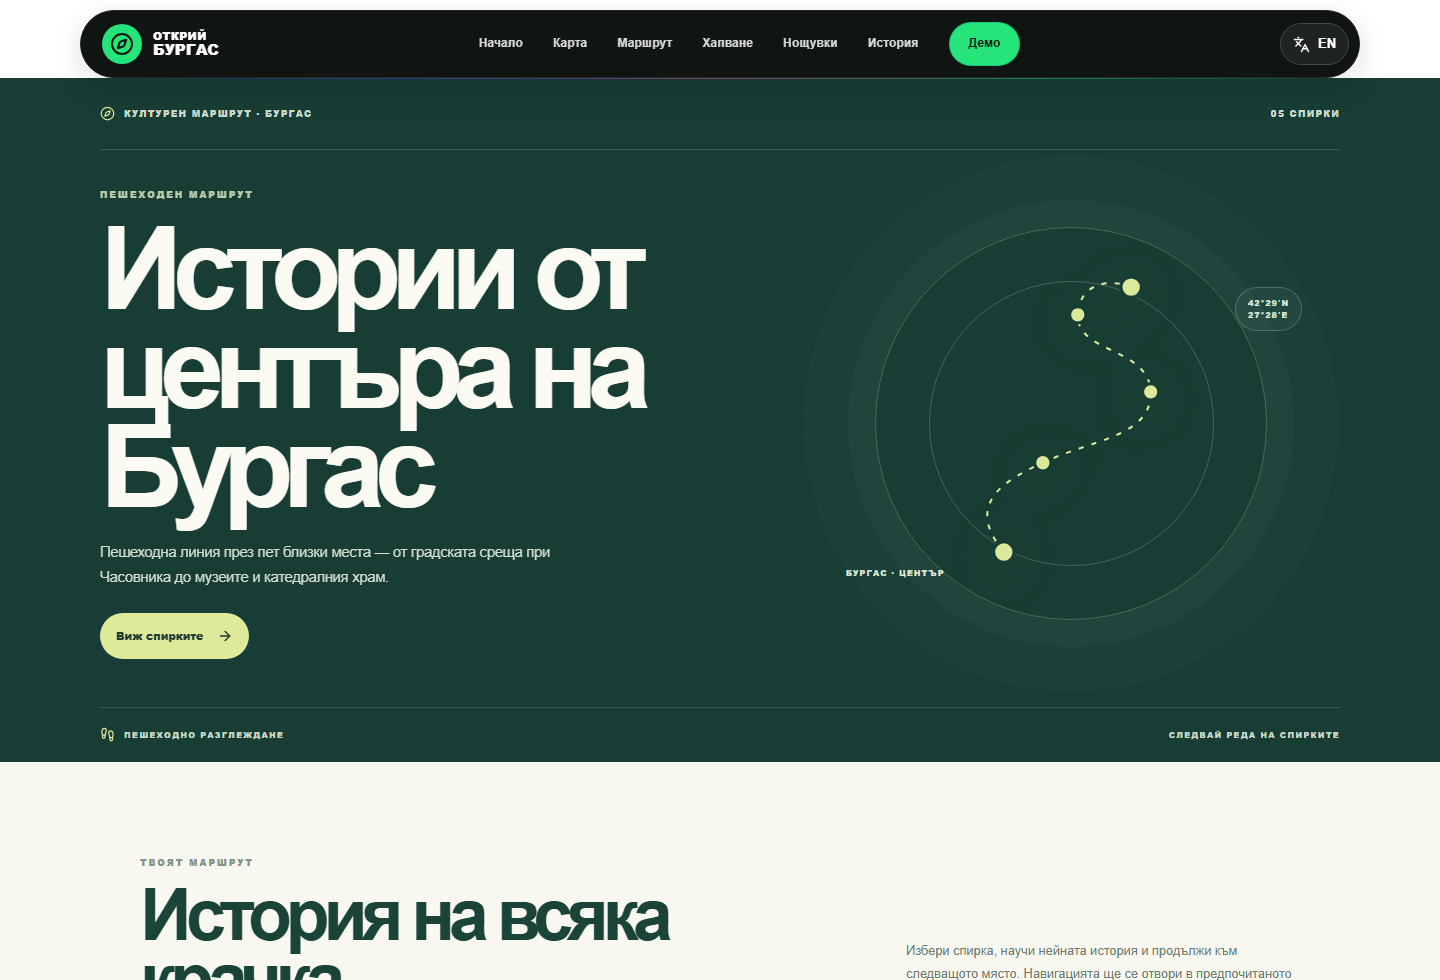 ОТКРИЙ
БУРГАС
Начало Карта Маршрут Хапване Нощувки История Демо
EN
КУЛТУРЕН МАРШРУТ · БУРГАС
05 СПИРКИ
ПЕШЕХОДЕН МАРШРУТ
Истории от
центъра на
Бургас
42°29′N
27°28′E
БУРГАС · ЦЕНТЪР
Пешеходна линия през пет близки места — от градската среща при
Часовника до музеите и катедралния храм.
Виж спирките
ПЕШЕХОДНО РАЗГЛЕЖДАНЕ
СЛЕДВАЙ РЕДА НА СПИРКИТЕ
ТВОЯТ МАРШРУТ
История на всяка
крачка
Избери спирка, научи нейната история и продължи към
следващото място. Навигацията ще се отвори в предпочитаното